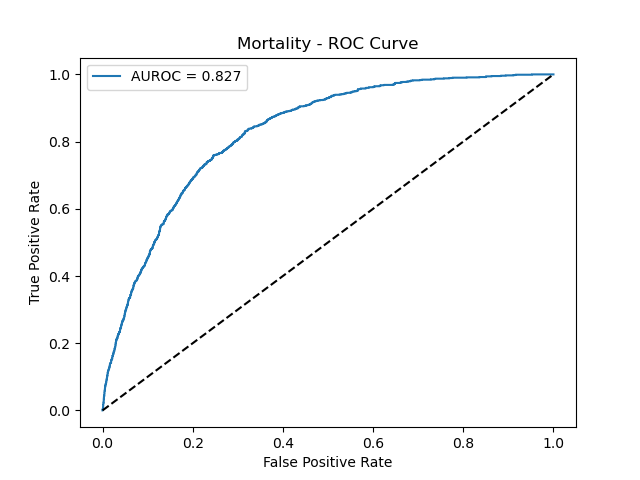 Mortality - ROC Curve
AUROC = 0.827
True Positive Rate
1.0
0.8
0.6
0.4
0.2
0.0
0.0 0.2 0.4 0.6 0.8 1.0
False Positive Rate